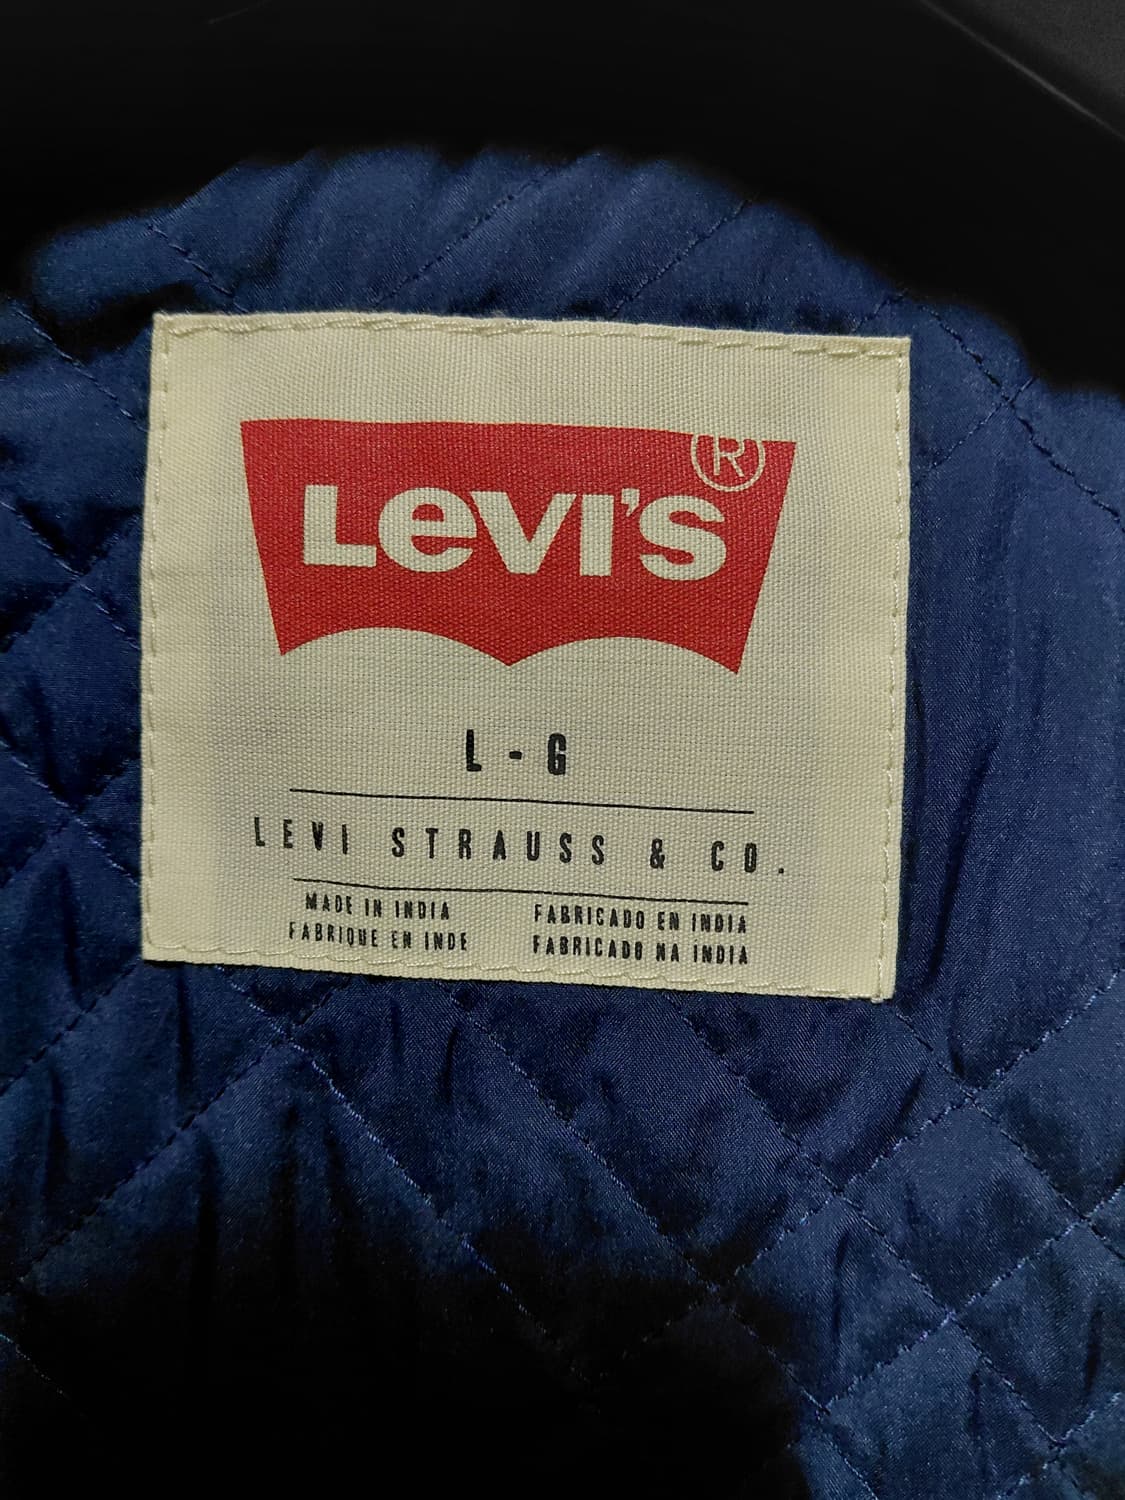 LEVI'S®
L - G
LEVI STRAUSS & CO.
MADE IN INDIA
FABRIQUE EN INDE
FABRICADO EN INDIA
FABRICADO NA INDIA